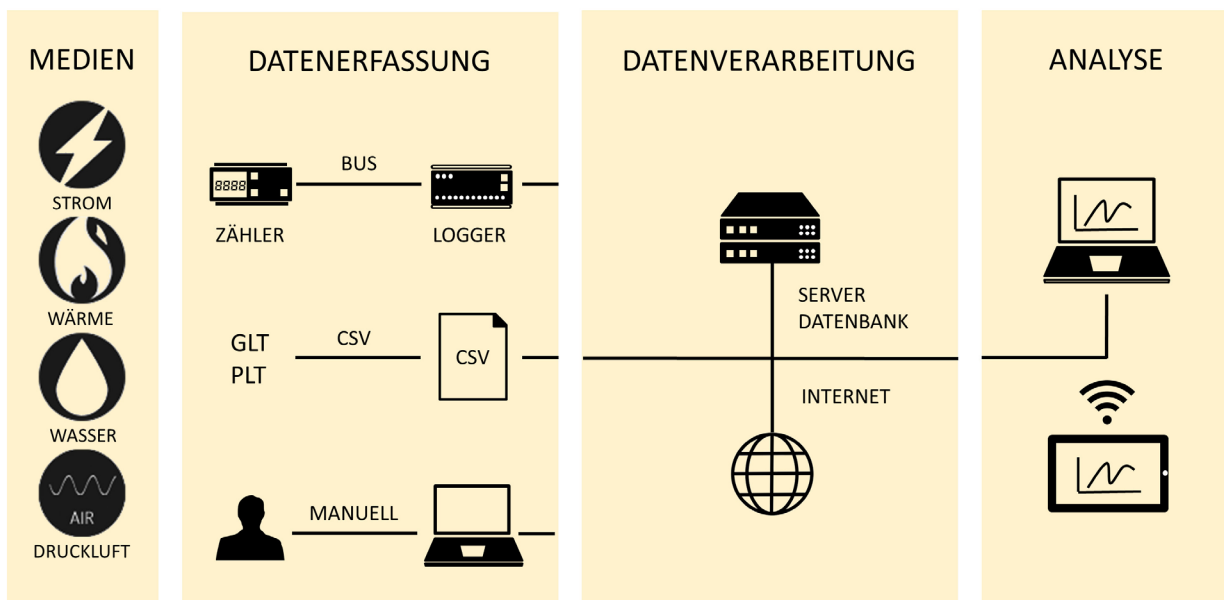 MEDIEN
STROM
WÄRME
WASSER
AIR
DRUCKLUFT
DATENERFASSUNG
BUS
8888
ZÄHLER
LOGGER
GLT
PLT
CSV
CSV
MANUELL
DATENVERARBEITUNG
SERVER
DATENBANK
INTERNET
ANALYSE